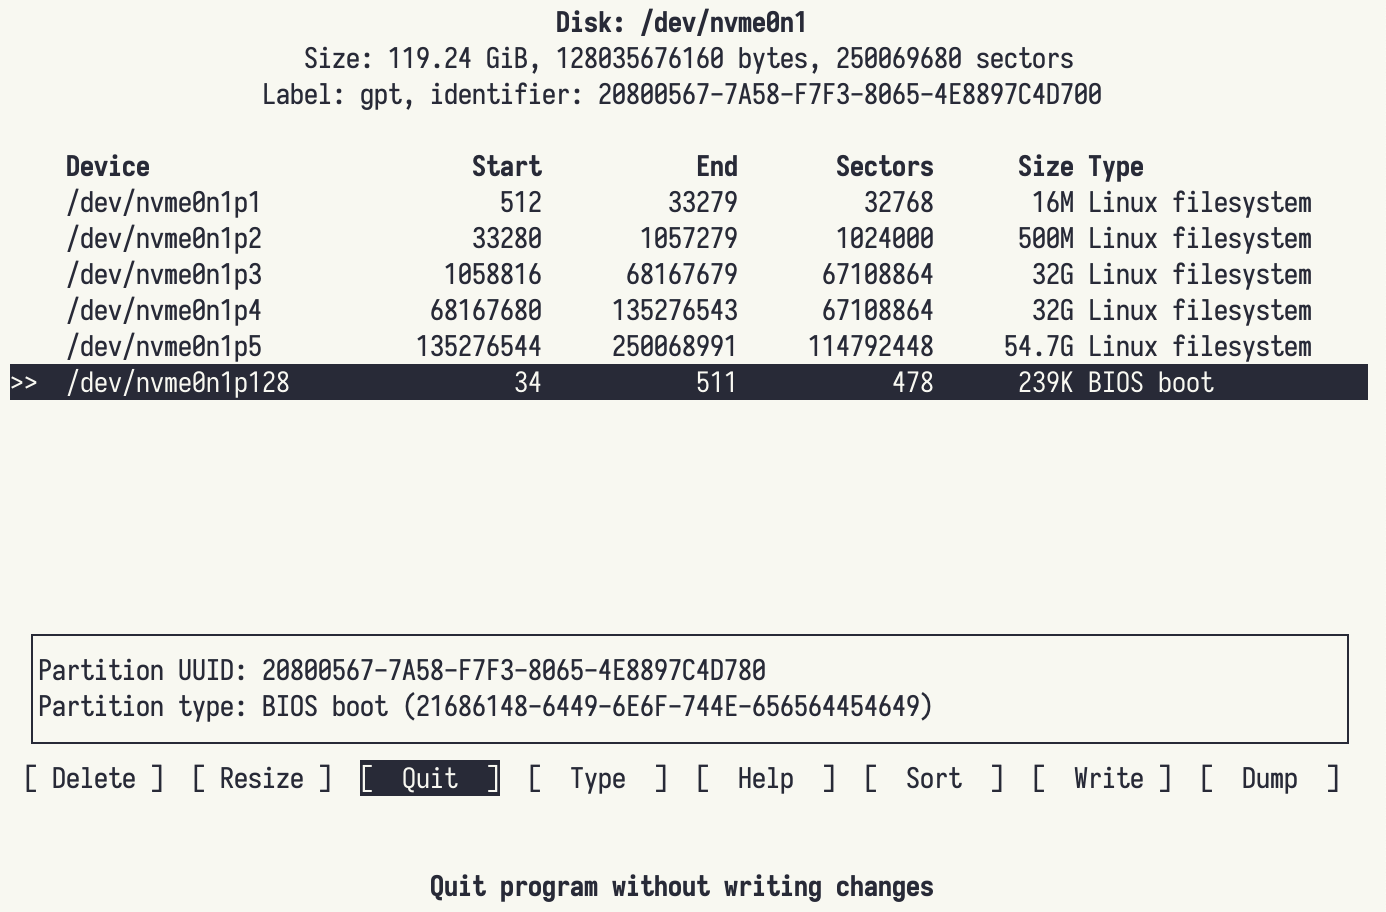 Disk: /dev/nvme0n1
Size: 119.24 GiB, 128035676160 bytes, 250069680 sectors
Label: gpt, identifier: 20800567-7A58-F7F3-8065-4E8897C4D700
Device Start End Sectors Size Type
/dev/nvme0n1p1 512 33279 32768 16M Linux filesystem
/dev/nvme0n1p2 33280 1057279 1024000 500M Linux filesystem
/dev/nvme0n1p3 1058816 68167679 67108864 32G Linux filesystem
/dev/nvme0n1p4 68167680 135276543 67108864 32G Linux filesystem
/dev/nvme0n1p5 135276544 250068991 114792448 54.7G Linux filesystem
>> /dev/nvme0n1p128 34 511 478 239K BIOS boot
Partition UUID: 20800567-7A58-F7F3-8065-4E8897C4D780
Partition type: BIOS boot (21686148-6449-6E6F-744E-656564454649)
[ Delete ] [ Resize ] [ Quit ] [ Type ] [ Help ] [ Sort ] [ Write ] [ Dump ]
Quit program without writing changes